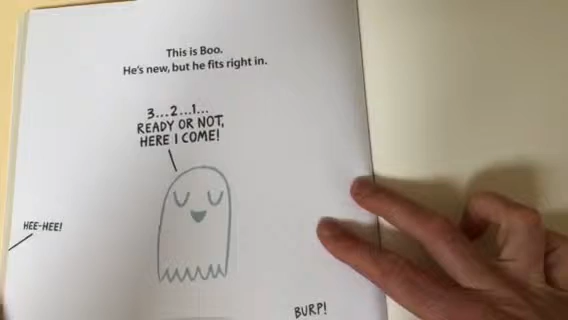 This is Boo.
He's new, but he fits right in.
3...2...1...
READY OR NOT,
HERE I COME!
HEE-HEE!
BURP!